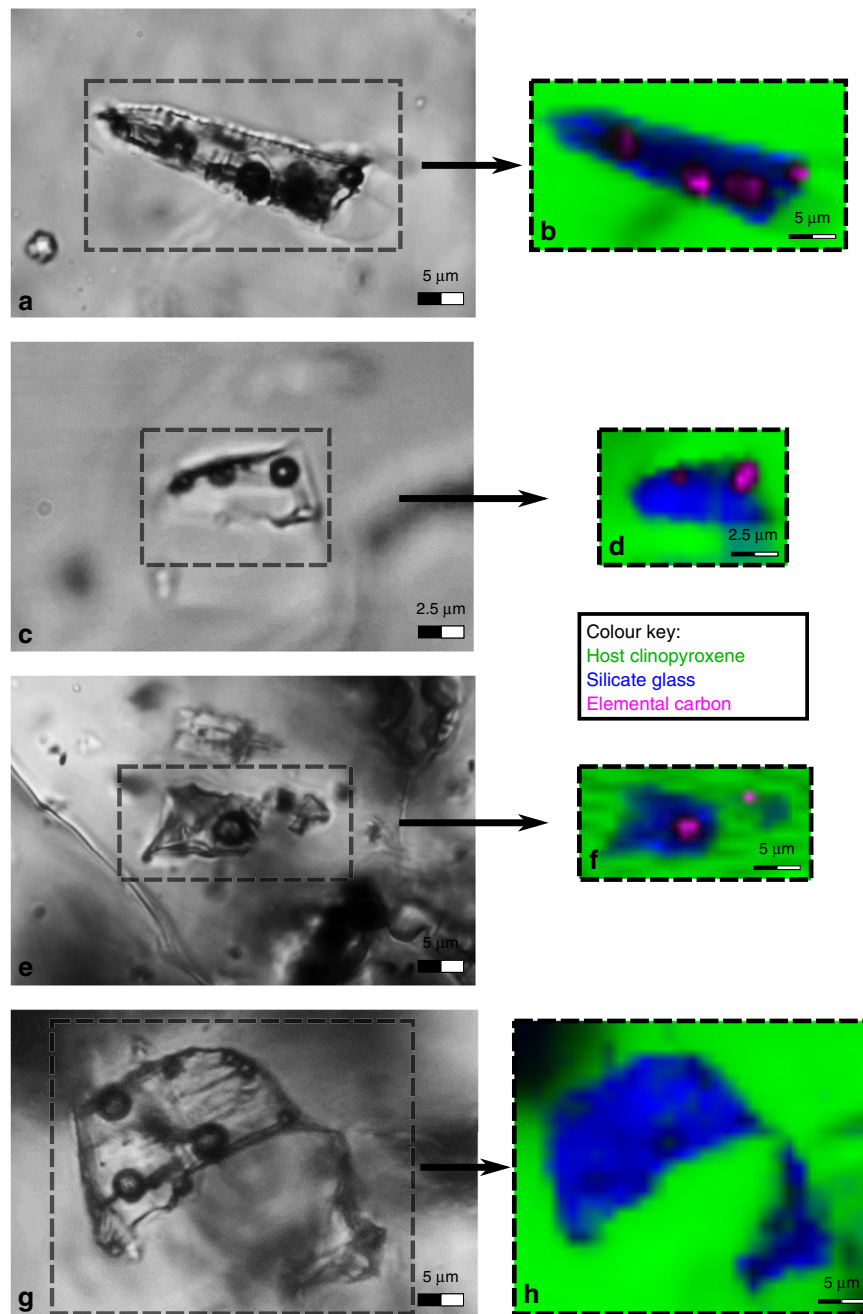 a
5 μm
b
5 μm
c
2.5 μm
d
2.5 μm
Colour key:
Host clinopyroxene
Silicate glass
Elemental carbon
e
5 μm
f
5 μm
g
5 μm
h
5 μm